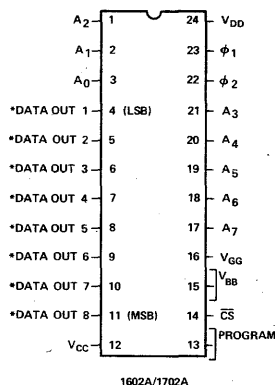 A2 1 24 VDD
A1 2 23 ϕ1
A0 3 22 ϕ2
*DATA OUT 1 4 (LSB) 21 A3
*DATA OUT 2 5 20 A4
*DATA OUT 3 6 19 A5
*DATA OUT 4 7 18 A6
*DATA OUT 5 8 17 A7
*DATA OUT 6 9 16 VGG
*DATA OUT 7 10 15 VBB
*DATA OUT 8 11 (MSB) 14 CS
VCC 12 13 PROGRAM
1602A/1702A